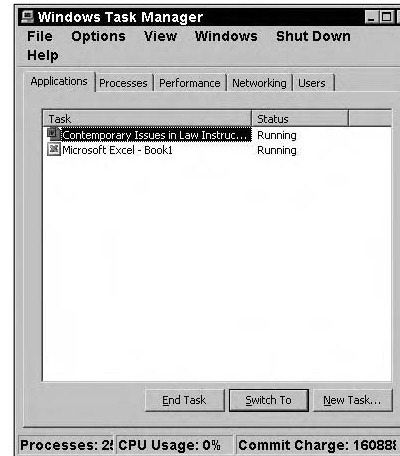 Windows Task Manager
File Options View Windows Shut Down
Help
Applications Processes Performance Networking Users
Task Status
Contemporary Issues in Law Instruc... Running
Microsoft Excel - Book1 Running
End Task Switch To New Task...
Processes: CPU Usage: 0% Commit Charge: